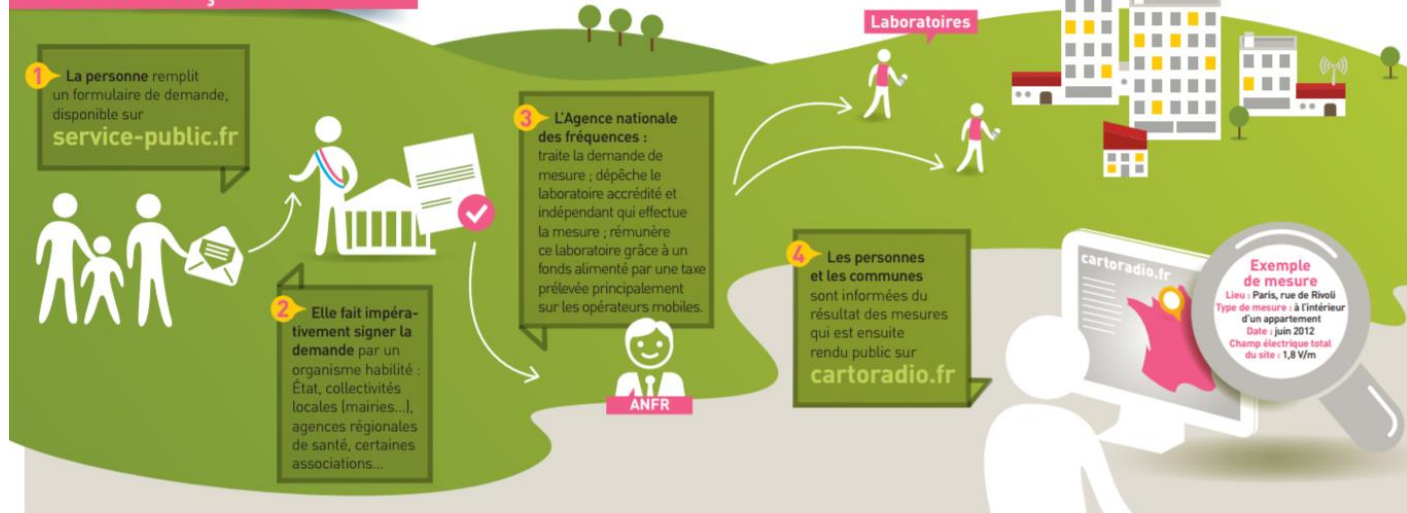 Laboratoires
1
La personne remplit
un formulaire de demande,
disponible sur
service-public.fr
2
Elle fait impéra-
tivement signer la
demande par un
organisme habilité :
État, collectivités
locales (mairies...),
agences régionales
de santé, certaines
associations...
3
L'Agence nationale
des fréquences :
traite la demande de
mesure ; dépêche le
laboratoire accrédité et
indépendant qui effectue
la mesure ; rémunère
ce laboratoire grâce à un
fonds alimenté par une taxe
prélevée principalement
sur les opérateurs mobiles.
ANFR
4
Les personnes
et les communes
sont informées du
résultat des mesures
qui est ensuite
rendu public sur
cartoradio.fr
cartoradio.fr
Exemple
de mesure
Lieu : Paris, rue de Rivoli
Type de mesure : à l'intérieur
d'un appartement
Date : juin 2012
Champ électrique total
du site : 1,8 V/m